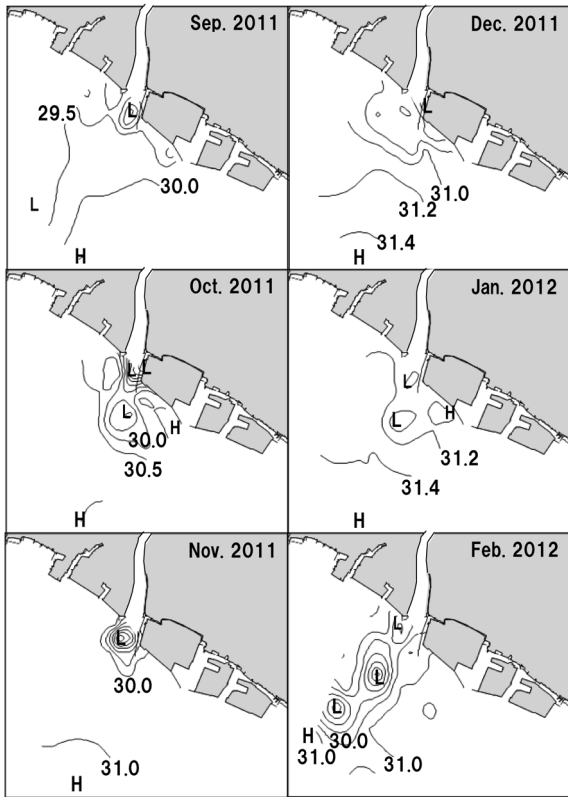 Sep. 2011
L
29.5
30.0
L
H
Dec. 2011
L
31.0
31.2
31.4
H
Oct. 2011
L L
L
30.0
H
30.5
H
Jan. 2012
L
L
H
31.2
31.4
H
Nov. 2011
L
30.0
31.0
H
Feb. 2012
L
L
L
H
31.0
30.0
31.0